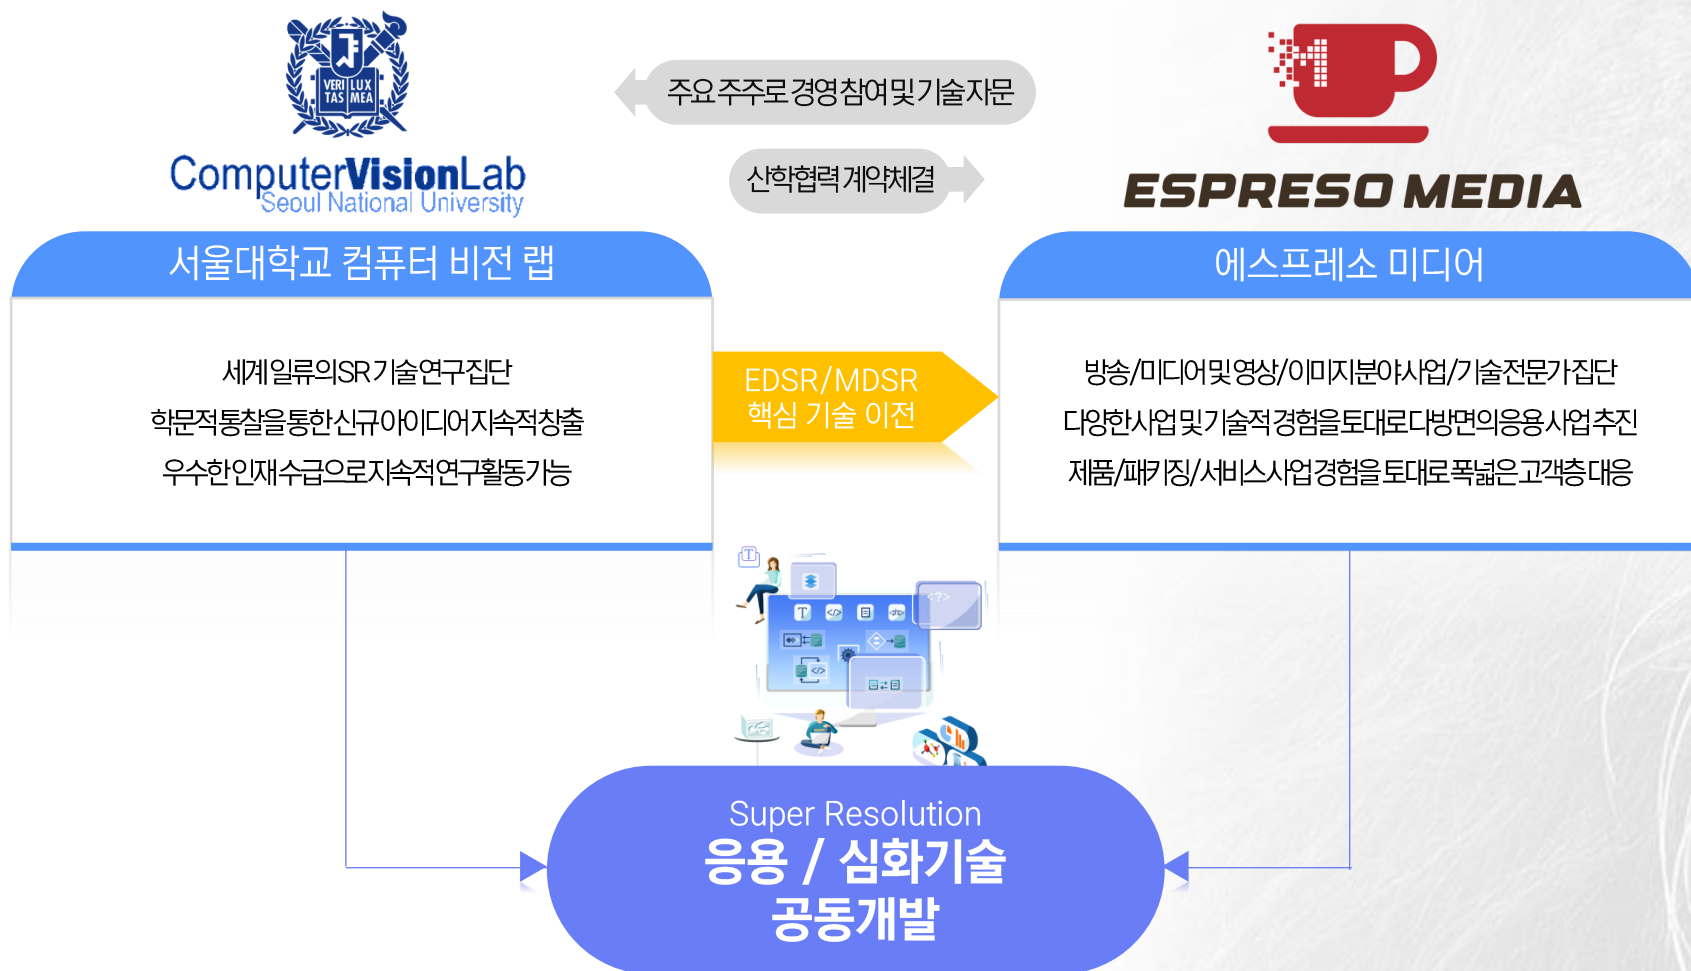 VERI LUX
TAS MEA
ComputerVisionLab
Seoul National University
주요 주주로 경영 참여 및 기술 자문
산학협력 계약체결
ESPRESO MEDIA
서울대학교 컴퓨터 비전 랩
세계 일류의 SR 기술 연구 집단
학문적 통찰을 통한 신규 아이디어 지속적 창출
우수한 인재 수급으로 지속적 연구활동 가능
EDSR/MDSR
핵심 기술 이전
에스프레소 미디어
방송/미디어 및 영상/이미지 분야 사업/기술 전문가 집단
다양한 사업 및 기술적 경험을 토대로 다방면의 응용 사업 추진
제품/패키징/서비스 사업 경험을 토대로 폭넓은 고객층 대응
T
<?>
T </>
</>
Super Resolution
응용 / 심화기술
공동개발